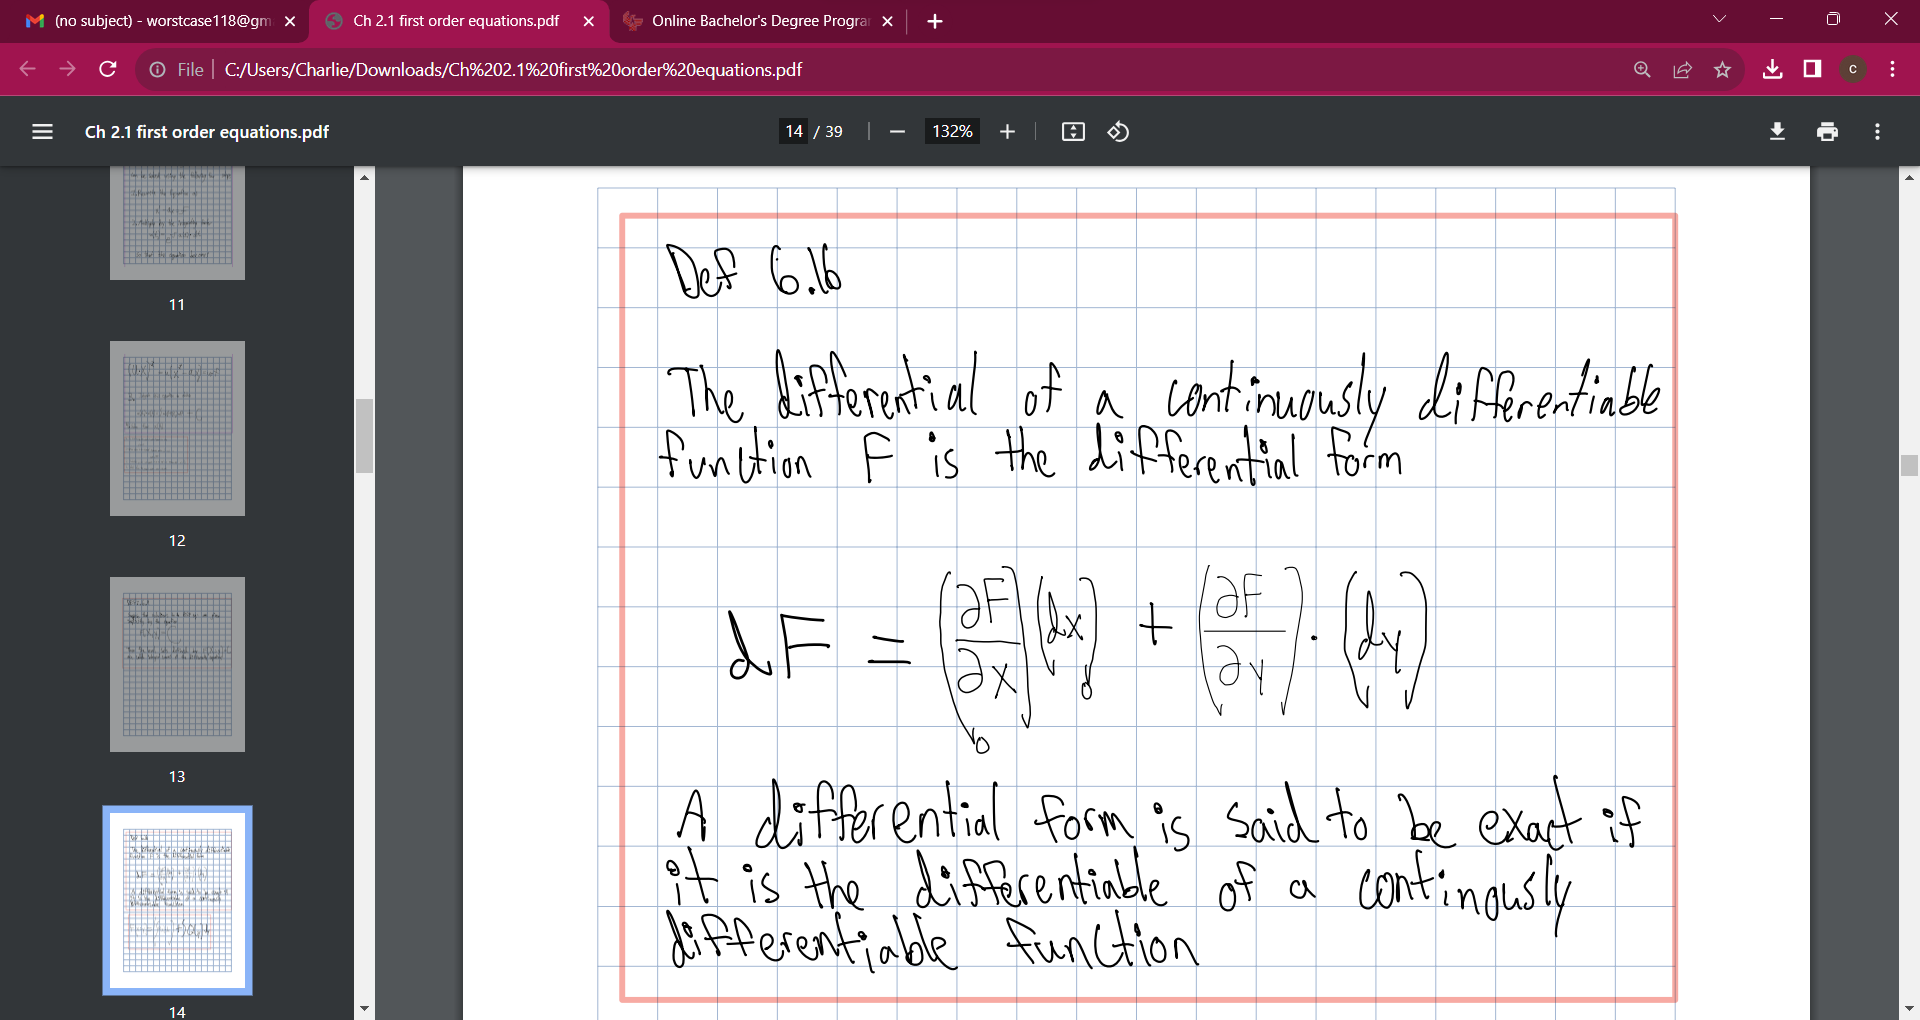 (no subject) - worstcase118@gm
Ch 2.1 first order equations.pdf
Online Bachelor's Degree Progra
File
C:/Users/Charlie/Downloads/Ch%202.1%20first%20order%20equations.pdf
c
Ch 2.1 first order equations.pdf
14 / 39
132%
11
12
13
14
Def 6.16
The differential of a continuously differentiable
function F is the differential form
dF = (∂F/∂x)(dx) + (∂F/∂y)·(dy)
A differential form is said to be exact if
it is the differentiable of a continously
differentiable function